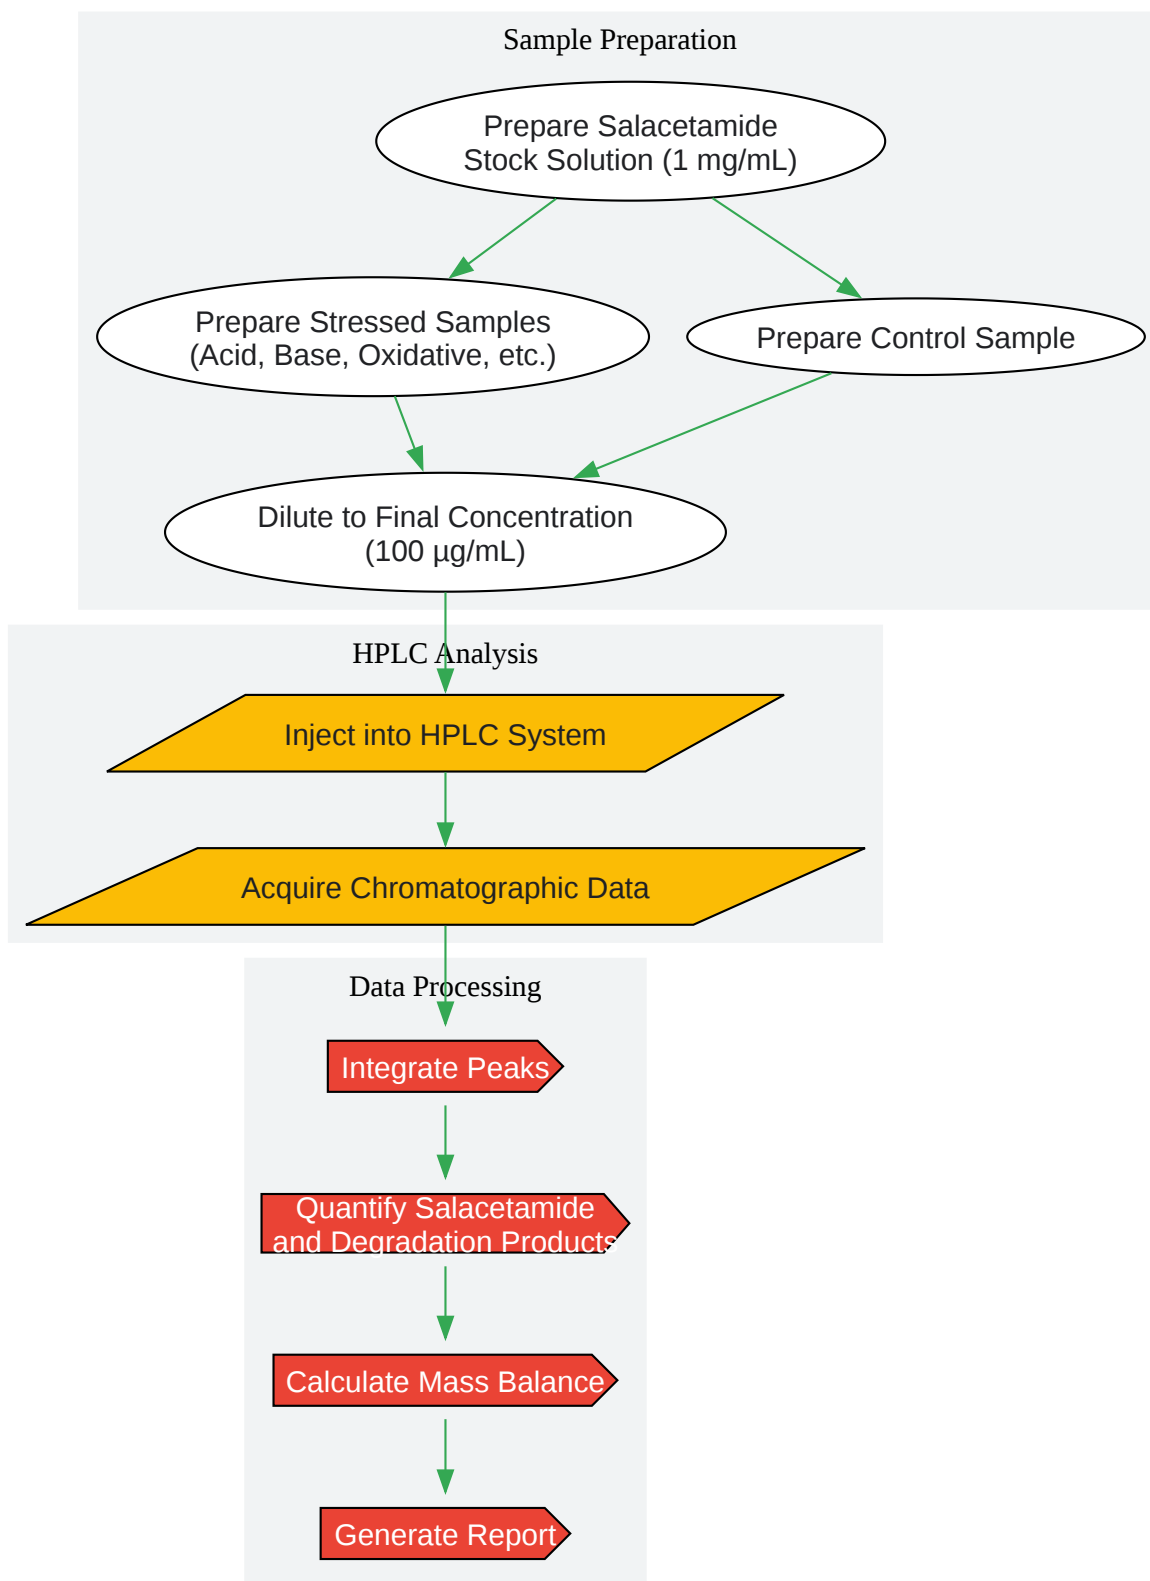 Sample Preparation
Prepare Salacetamide
Stock Solution (1 mg/mL)
Prepare Stressed Samples
(Acid, Base, Oxidative, etc.)
Prepare Control Sample
Dilute to Final Concentration
(100 µg/mL)
HPLC Analysis
Inject into HPLC System
Acquire Chromatographic Data
Data Processing
Integrate Peaks
Quantify Salacetamide
and Degradation Products
Calculate Mass Balance
Generate Report